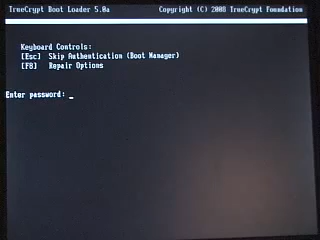 TrueCrypt Boot Loader 5.0a Copyright (C) 2008 TrueCrypt Foundation
Keyboard Controls:
[Esc] Skip Authentication (Boot Manager)
[F8] Repair Options
Enter password: _